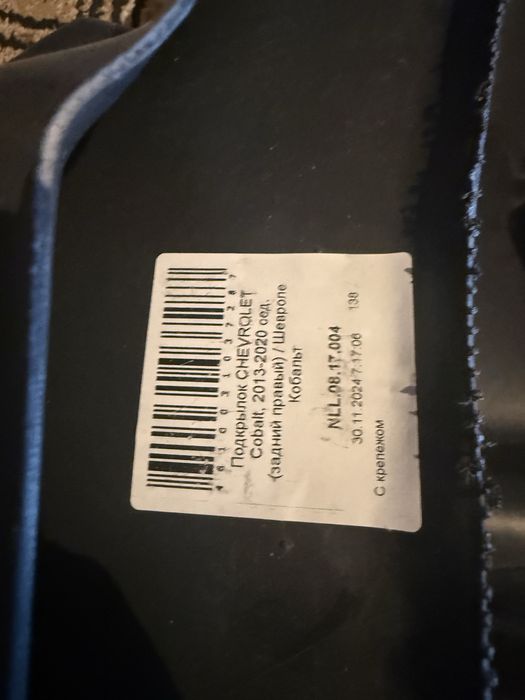 Подкрылок CHEVROLET
Cobalt, 2013-2020 сед.
(задний правый) / Шевроле
Кобальт
NLL.08.17.004
30.11.2024 7:17:06 138
С крепежом